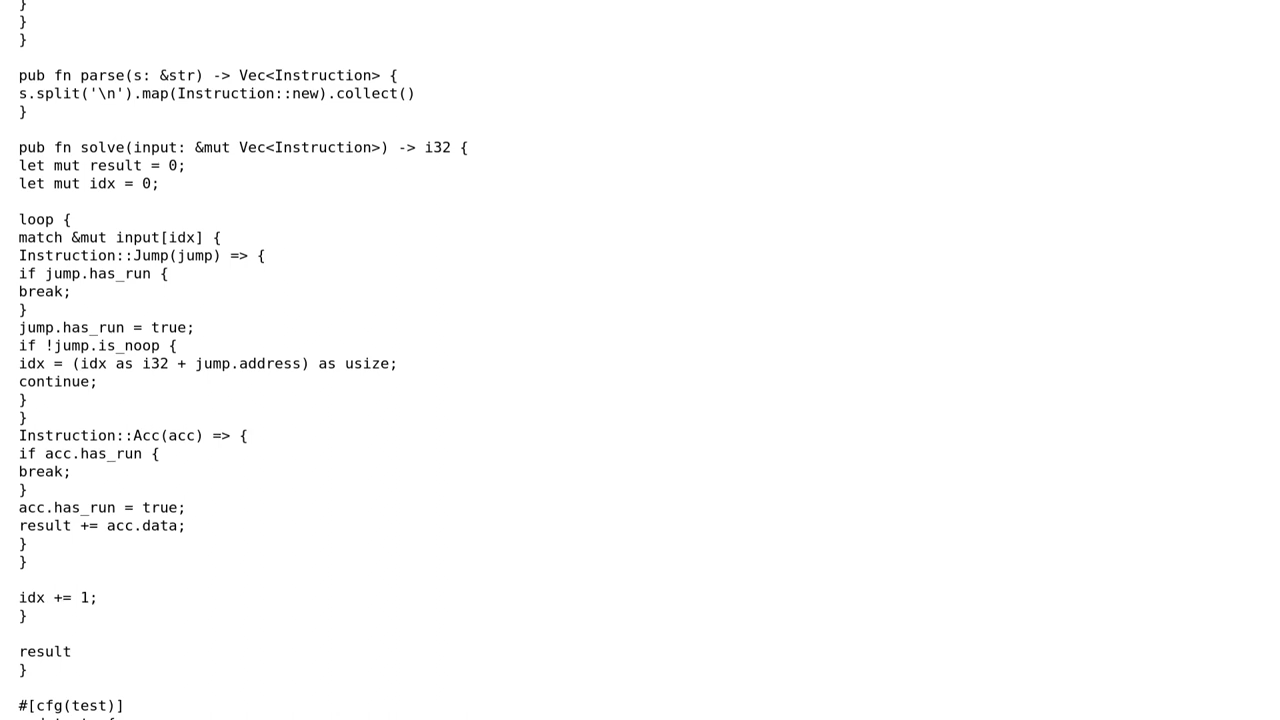 }
}
}

pub fn parse(s: &str) -> Vec<Instruction> {
s.split('\n').map(Instruction::new).collect()
}

pub fn solve(input: &mut Vec<Instruction>) -> i32 {
let mut result = 0;
let mut idx = 0;

loop {
match &mut input[idx] {
Instruction::Jump(jump) => {
if jump.has_run {
break;
}
jump.has_run = true;
if !jump.is_noop {
idx = (idx as i32 + jump.address) as usize;
continue;
}
}
Instruction::Acc(acc) => {
if acc.has_run {
break;
}
acc.has_run = true;
result += acc.data;
}
}

idx += 1;
}

result
}

#[cfg(test)]